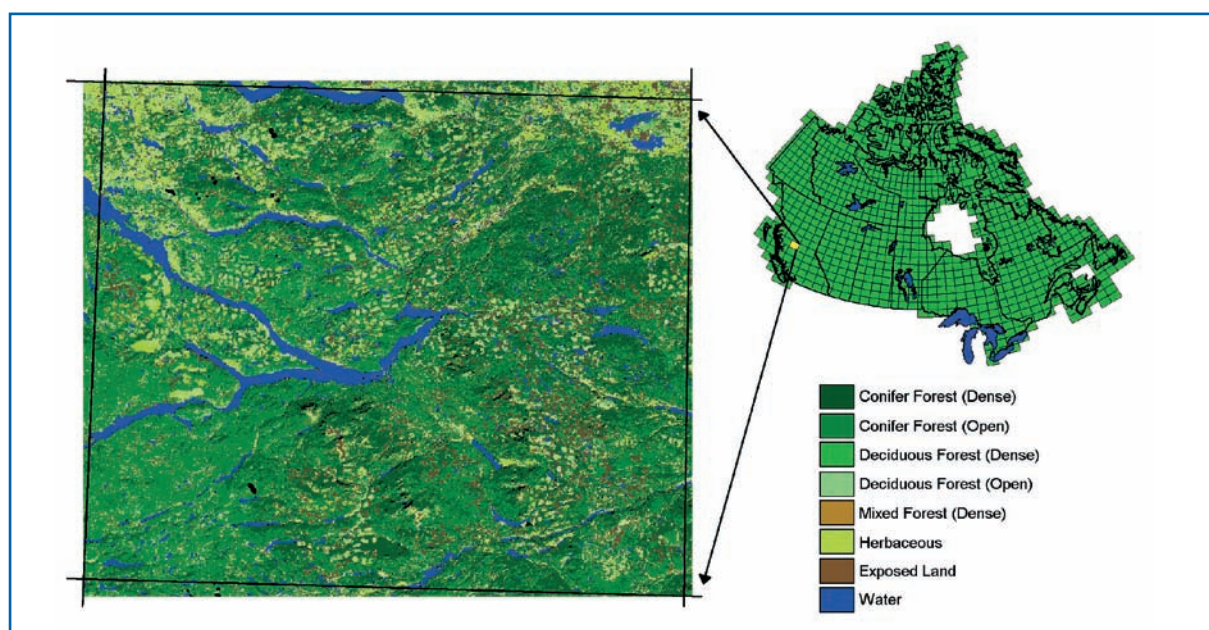 Conifer Forest (Dense)
Conifer Forest (Open)
Deciduous Forest (Dense)
Deciduous Forest (Open)
Mixed Forest (Dense)
Herbaceous
Exposed Land
Water